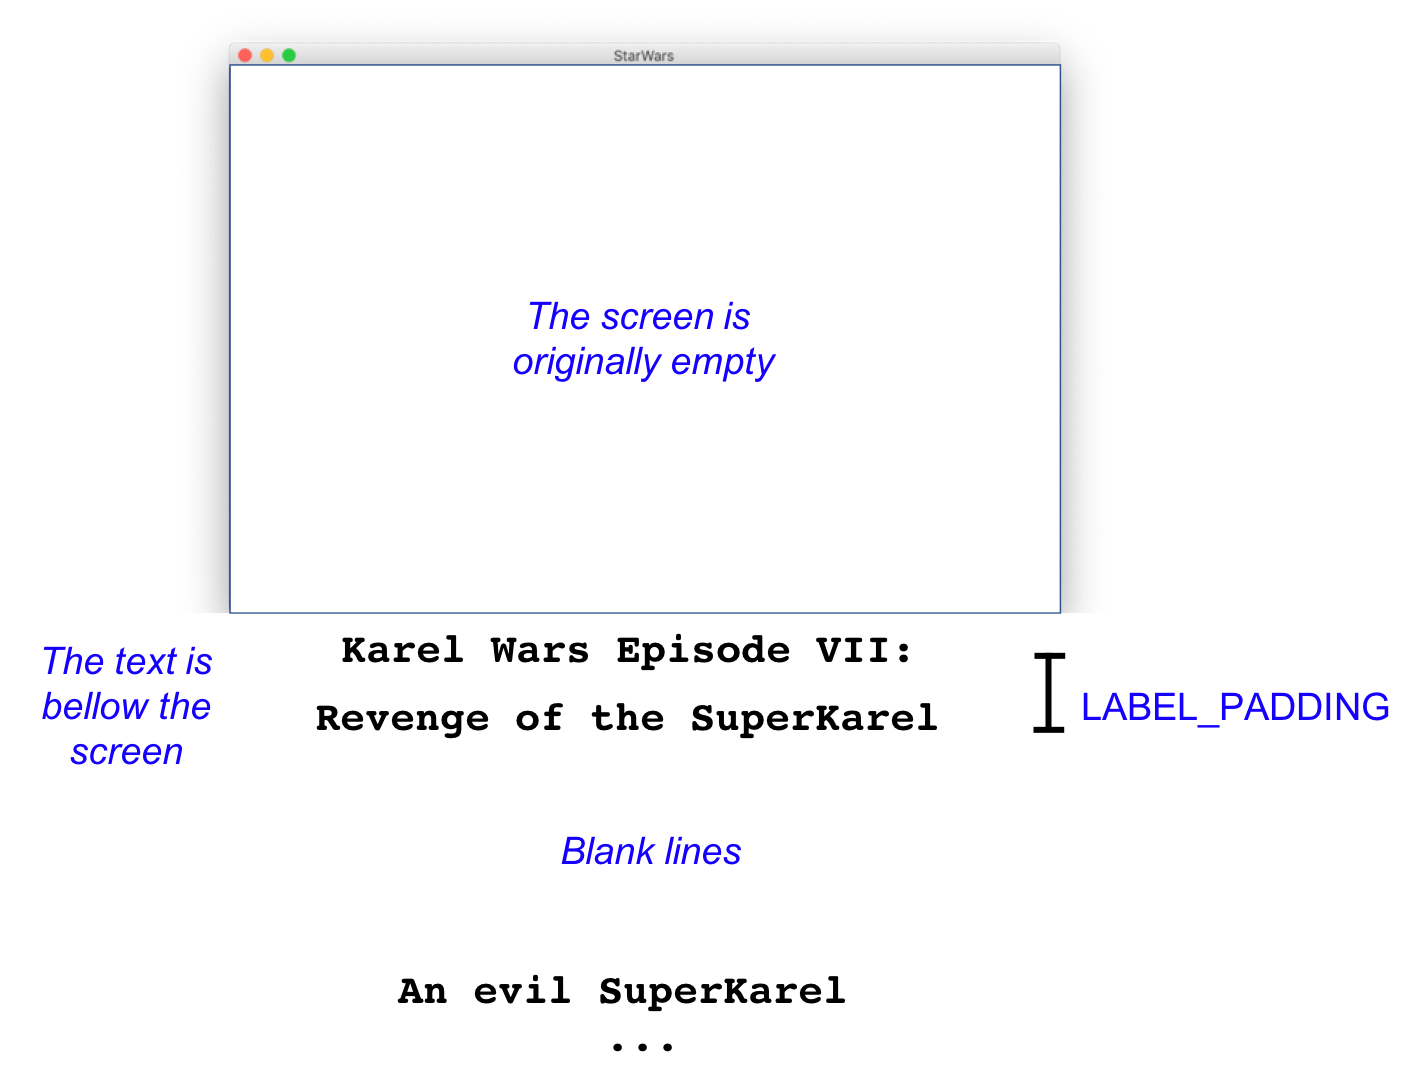 StarWars
The screen is
originally empty
Karel Wars Episode VII:
Revenge of the SuperKarel
The text is
bellow the
screen
LABEL_PADDING
Blank lines
An evil SuperKarel
...